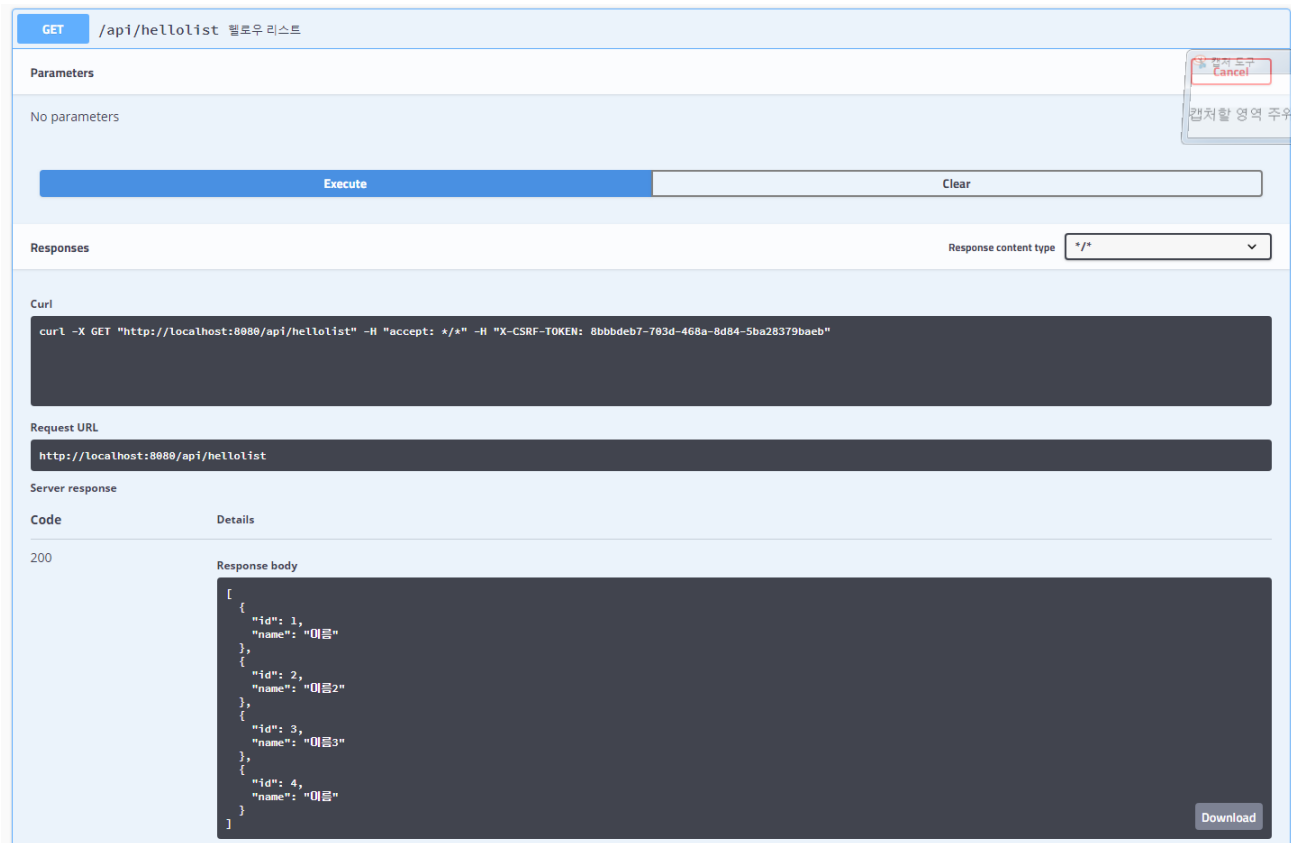 GET /api/hellolist 헬로우 리스트
Parameters
캡처 도구
Cancel
캡처할 영역 주위
No parameters
Execute Clear
Responses Response content type */*
Curl
curl -X GET "http://localhost:8080/api/hellolist" -H "accept: */*" -H "X-CSRF-TOKEN: 8bbbdeb7-703d-468a-8d84-5ba28379baeb"
Request URL
http://localhost:8080/api/hellolist
Server response
Code Details
200
Response body
[
  {
    "id": 1,
    "name": "이름"
  },
  {
    "id": 2,
    "name": "이름2"
  },
  {
    "id": 3,
    "name": "이름3"
  },
  {
    "id": 4,
    "name": "이름"
  }
]
Download